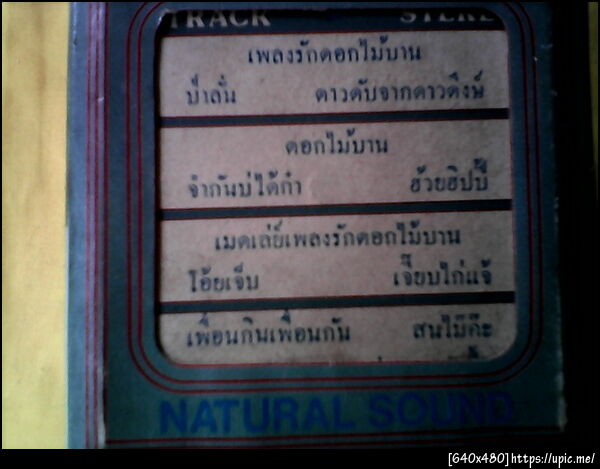 TRACK STERE
เพลงรักดอกไม้บาน
ป่าลั่น ดาวดับจากดาวดึงษ์
ดอกไม้บาน
จำกันบ่ได้กำ ฮ้วยฮิปปี้
เมดเล่ย์เพลงรักดอกไม้บาน
โอ้ยเจ็บ เจี๊ยบไก่แจ้
เพื่อนกินเพื่อนกัน สนไม๊ค๊ะ
NATURAL SOUND
[640x480]https://upic.me/